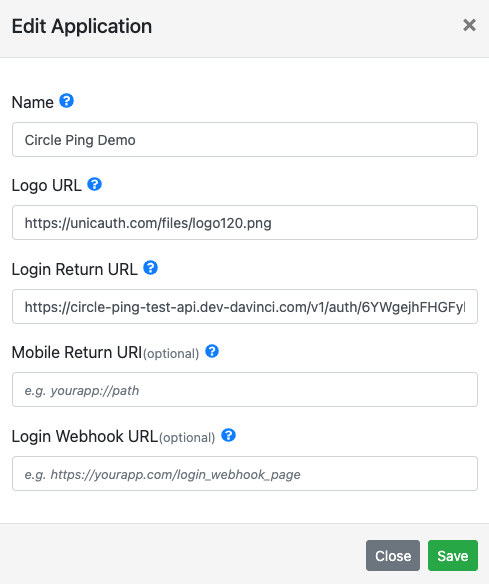 Edit Application ×
Name ?
Circle Ping Demo
Logo URL ?
https://unicauth.com/files/logo120.png
Login Return URL ?
https://circle-ping-test-api.dev-davinci.com/v1/auth/6YWgejhFHGFy
Mobile Return URI(optional) ?
e.g. yourapp://path
Login Webhook URL(optional) ?
e.g. https://yourapp.com/login_webhook_page
Close Save